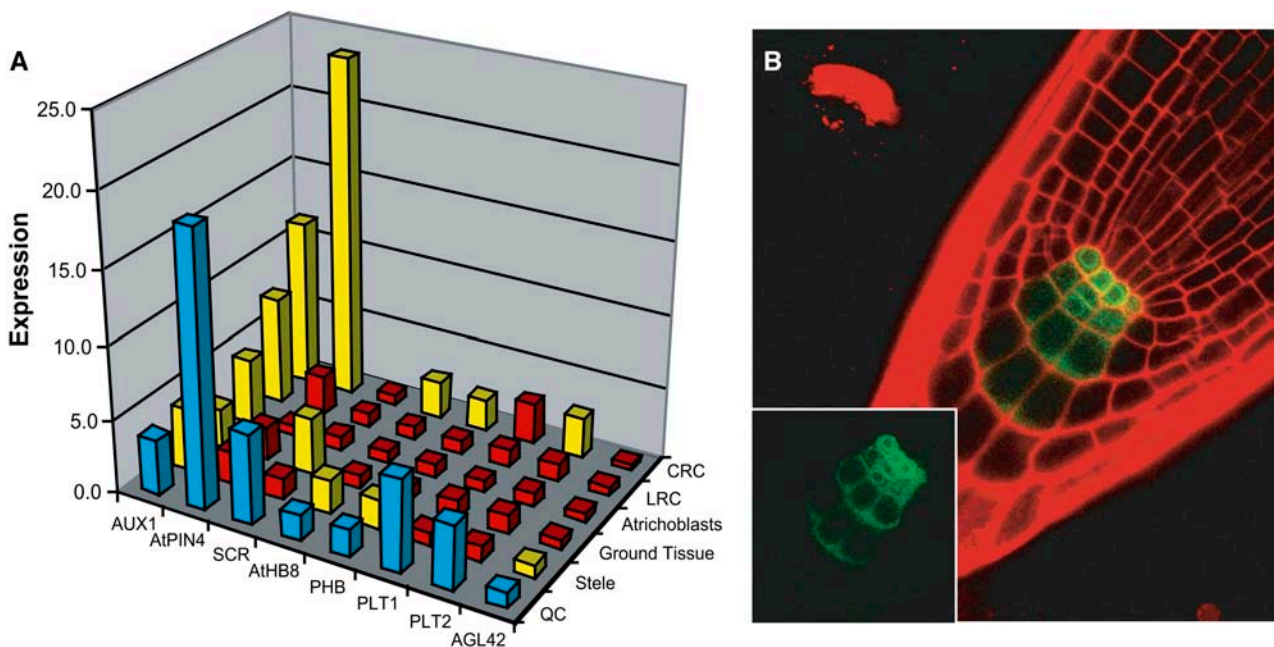 A
25.0
20.0
15.0
10.0
5.0
0.0
Expression
AUX1
AtPIN4
SCR
AtHB8
PHB
PLT1
PLT2
AGL42
QC
Stele
Ground Tissue
Atrichoblasts
LRC
CRC
B